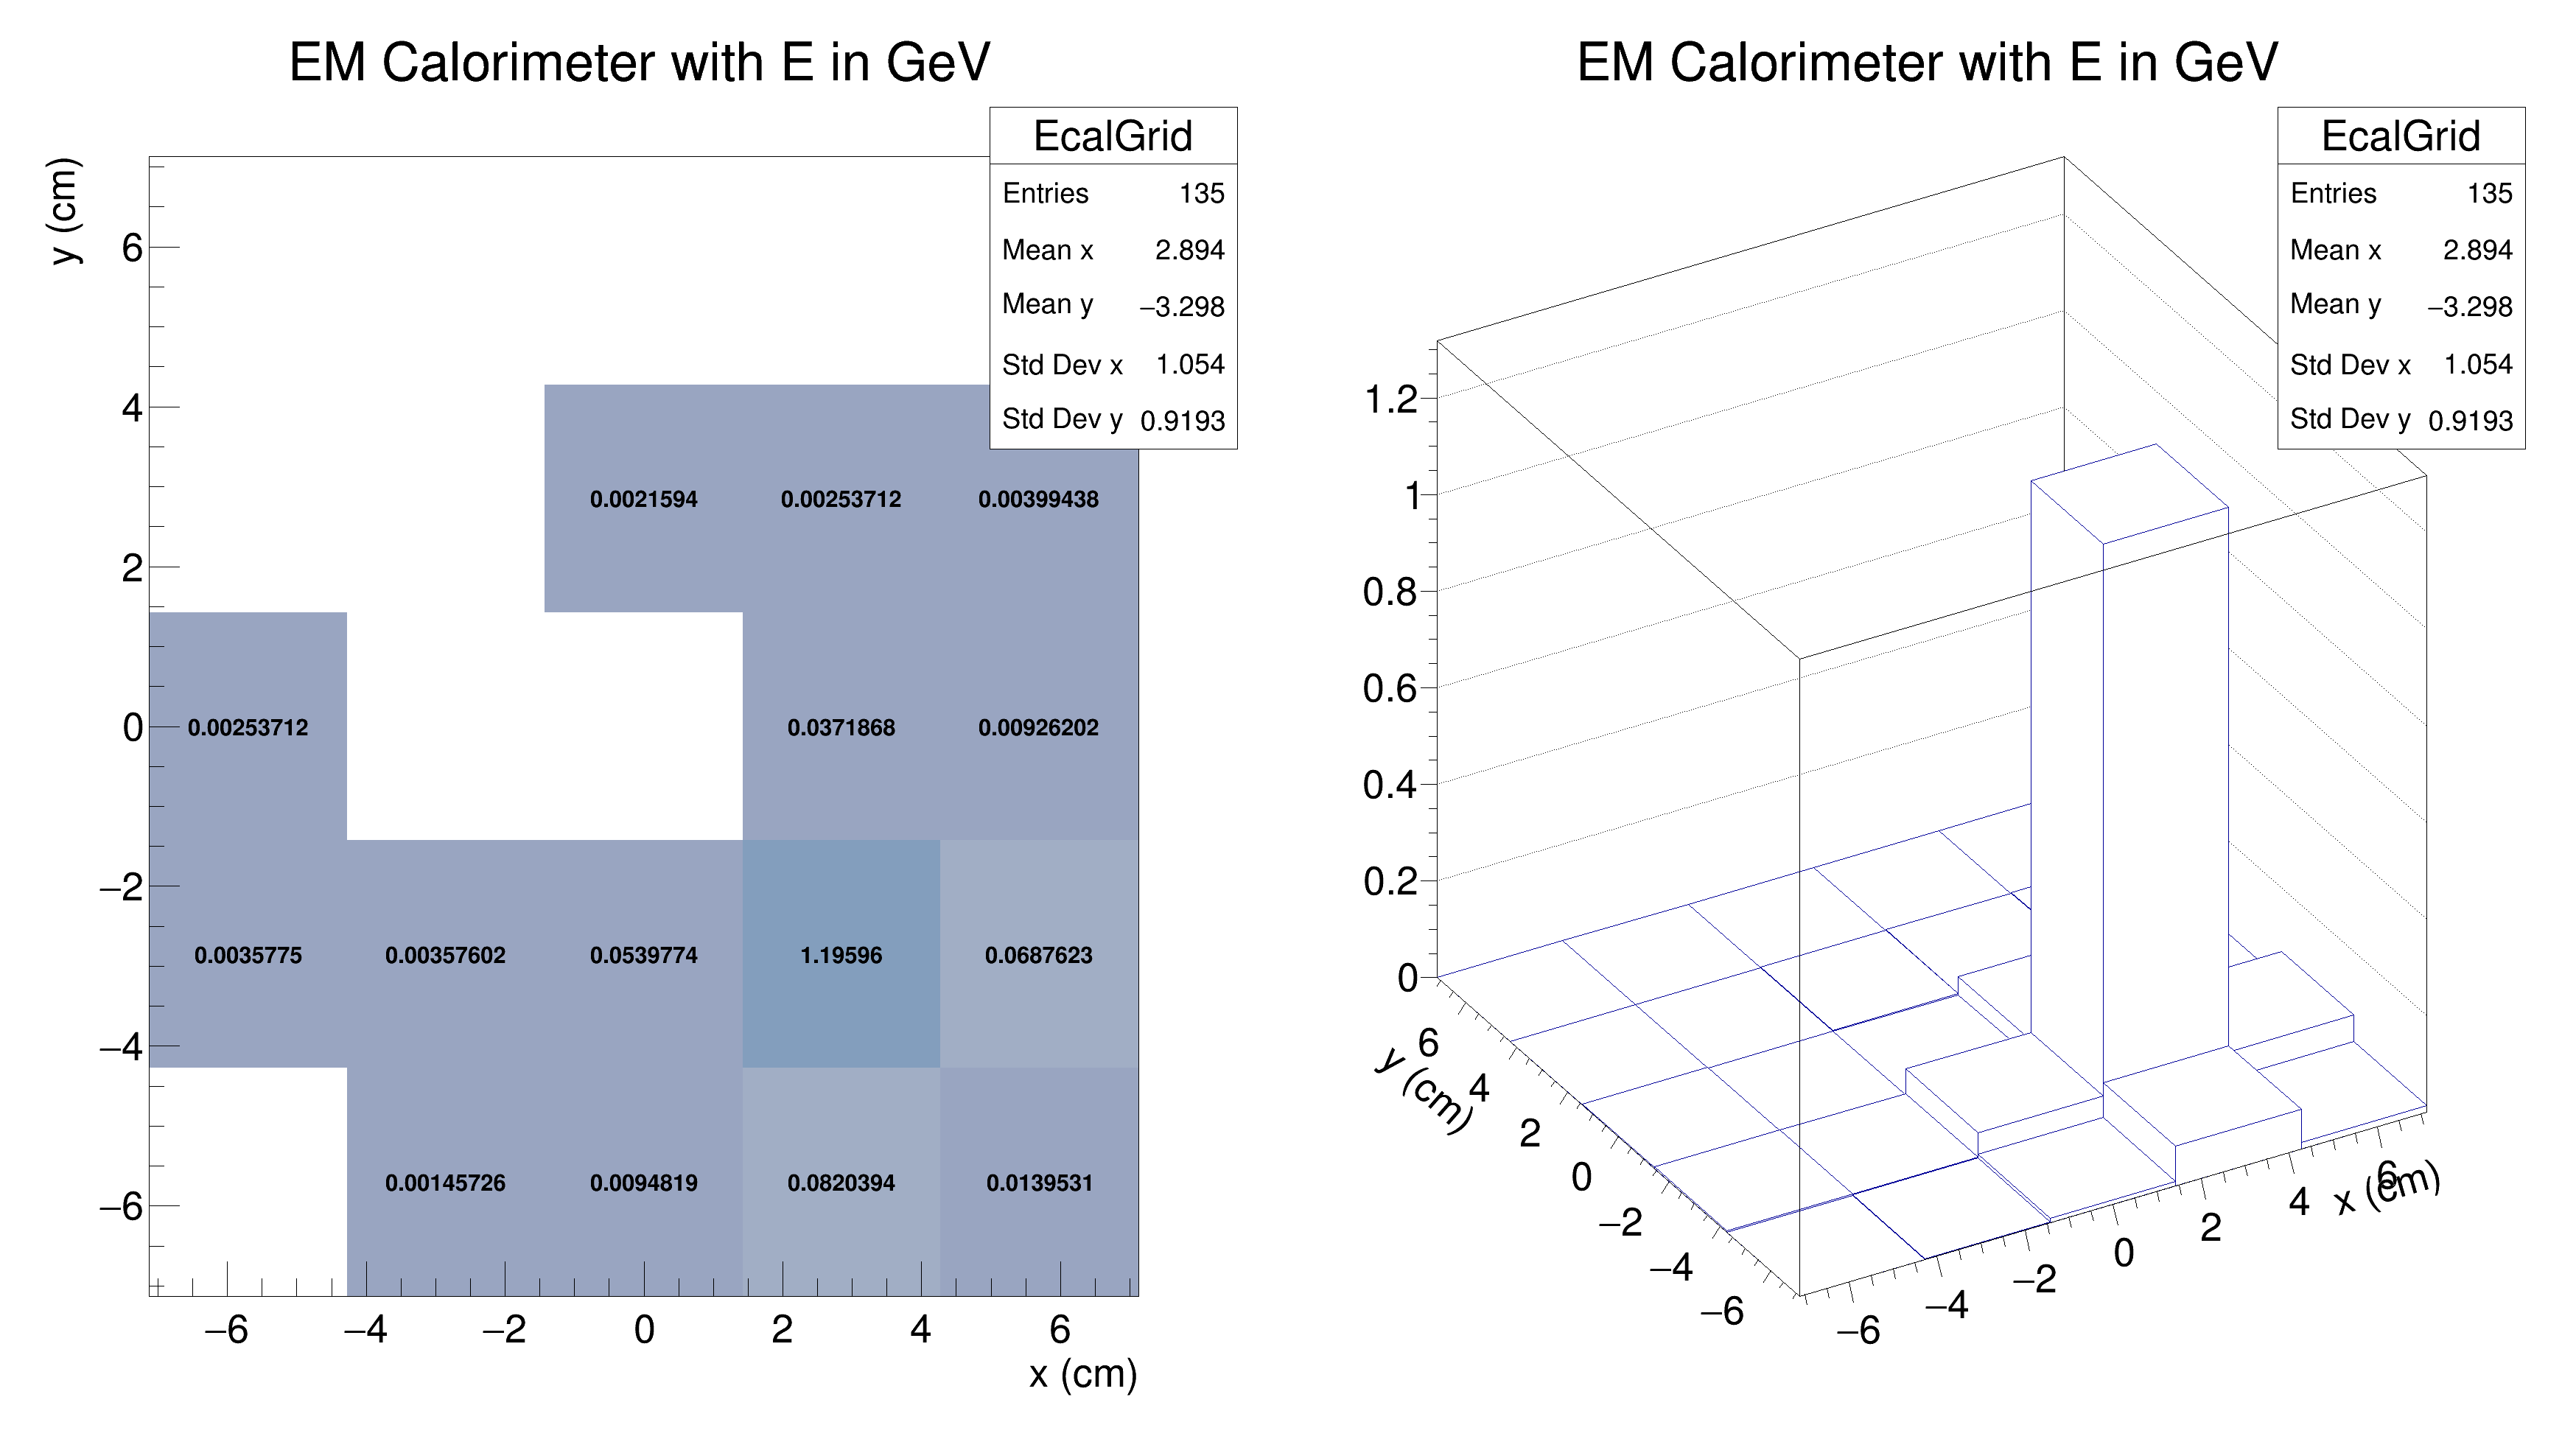 EM Calorimeter with E in GeV
EcalGrid
Entries 135
Mean x 2.894
Mean y −3.298
Std Dev x 1.054
Std Dev y 0.9193
y (cm)
6
4
2
0
−2
−4
−6
0.0021594 0.00253712 0.00399438
0.00253712 0.0371868 0.00926202
0.0035775 0.00357602 0.0539774 1.19596 0.0687623
0.00145726 0.0094819 0.0820394 0.0139531
−6 −4 −2 0 2 4 6
x (cm)
EM Calorimeter with E in GeV
EcalGrid
Entries 135
Mean x 2.894
Mean y −3.298
Std Dev x 1.054
Std Dev y 0.9193
1.2
1
0.8
0.6
0.4
0.2
0
y (cm)
6
4
2
0
−2
−4
−6
−6 −4 −2 0 2 4 6
x (cm)